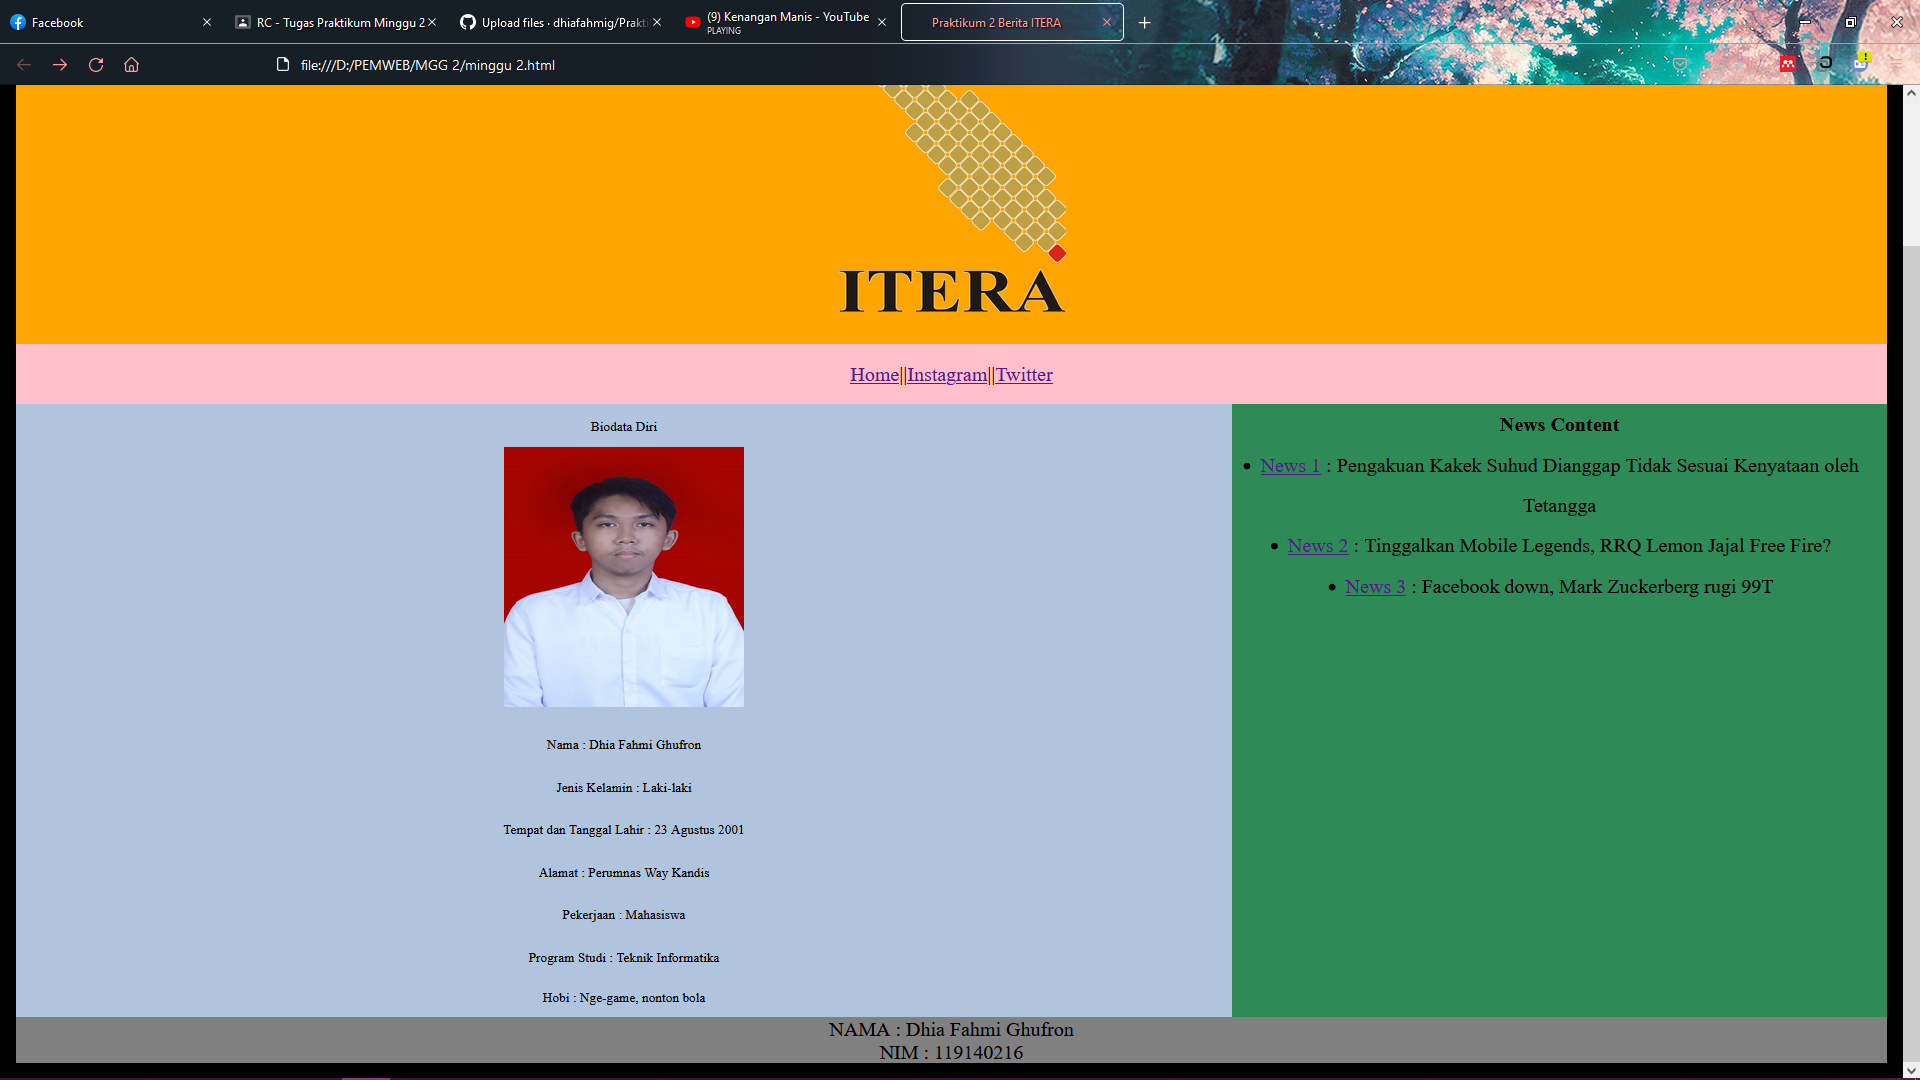 Facebook
RC - Tugas Praktikum Minggu 2
Upload files · dhiafahmig/Prakti
(9) Kenangan Manis - YouTube
PLAYING
Praktikum 2 Berita ITERA
file:///D:/PEMWEB/MGG 2/minggu 2.html
ITERA
Home||Instagram||Twitter
Biodata Diri
Nama : Dhia Fahmi Ghufron
Jenis Kelamin : Laki-laki
Tempat dan Tanggal Lahir : 23 Agustus 2001
Alamat : Perumnas Way Kandis
Pekerjaan : Mahasiswa
Program Studi : Teknik Informatika
Hobi : Nge-game, nonton bola
News Content
• News 1 : Pengakuan Kakek Suhud Dianggap Tidak Sesuai Kenyataan oleh
Tetangga
• News 2 : Tinggalkan Mobile Legends, RRQ Lemon Jajal Free Fire?
• News 3 : Facebook down, Mark Zuckerberg rugi 99T
NAMA : Dhia Fahmi Ghufron
NIM : 119140216